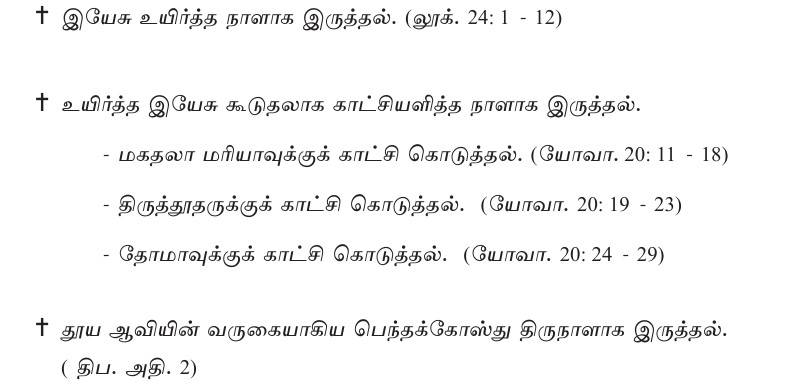 ✝ இயேசு உயிர்த்த நாளாக இருத்தல். (லூக். 24: 1 - 12)
✝ உயிர்த்த இயேசு கூடுதலாக காட்சியளித்த நாளாக இருத்தல்.
- மகதலா மரியாவுக்குக் காட்சி கொடுத்தல். (யோவா. 20: 11 - 18)
- திருத்தூதருக்குக் காட்சி கொடுத்தல். (யோவா. 20: 19 - 23)
- தோமாவுக்குக் காட்சி கொடுத்தல். (யோவா. 20: 24 - 29)
✝ தூய ஆவியின் வருகையாகிய பெந்தக்கோஸ்து திருநாளாக இருத்தல்.
( திப. அதி. 2)